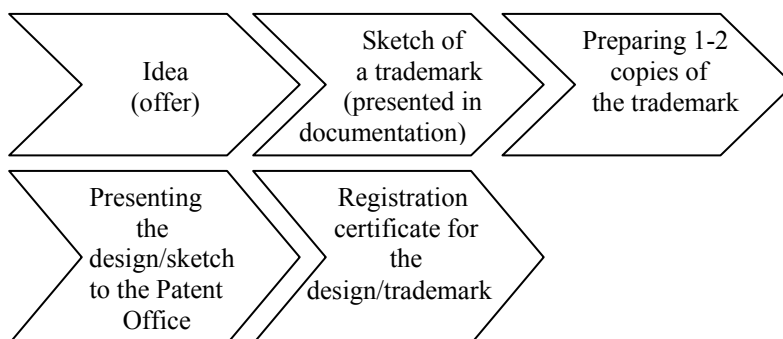 Idea
(offer)
Sketch of
a trademark
(presented in
documentation)
Preparing 1-2
copies of
the trademark
Presenting
the
design/sketch
to the Patent
Office
Registration
certificate for
the
design/trademark